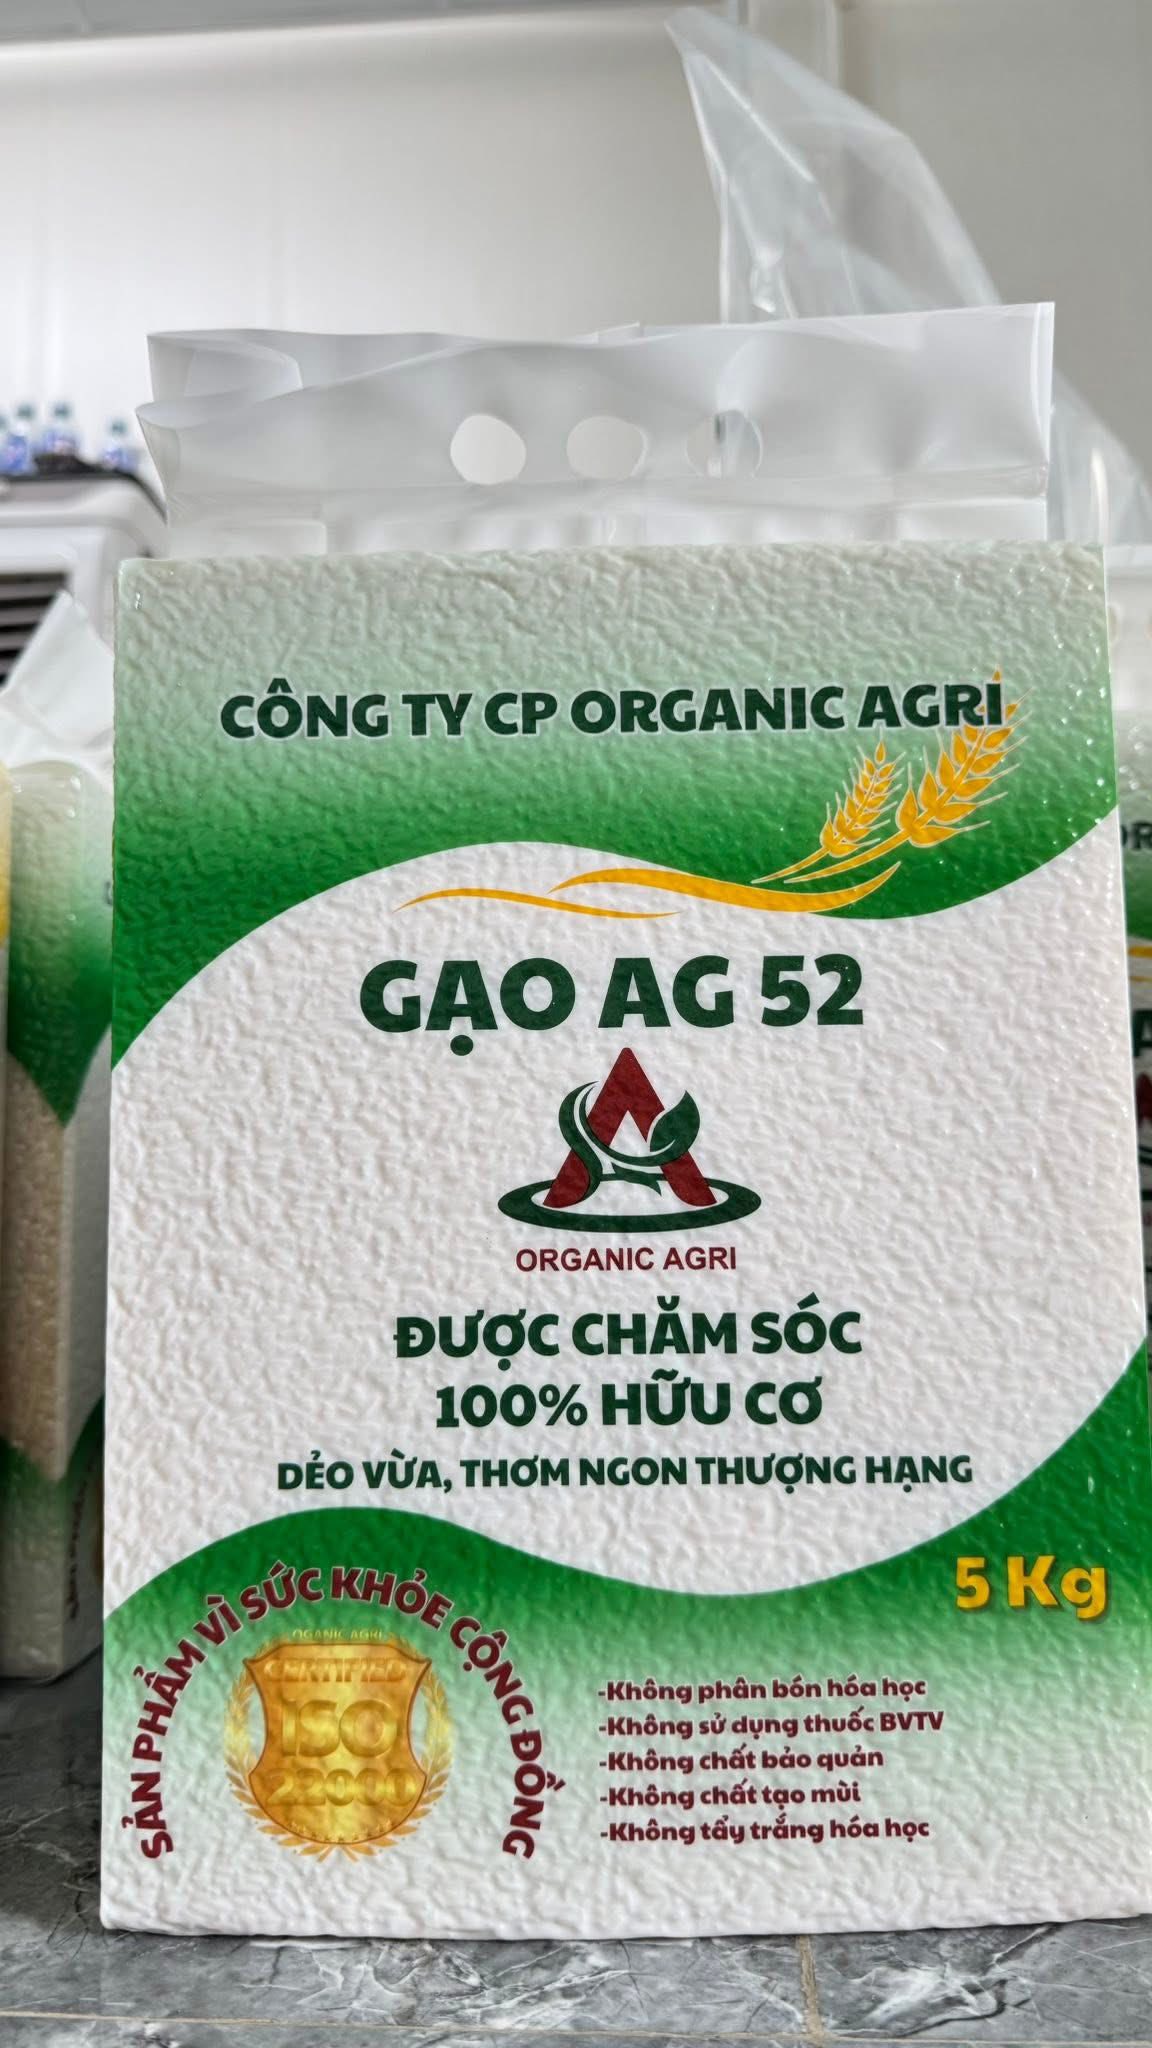 CÔNG TY CP ORGANIC AGRI
GẠO AG 52
ORGANIC AGRI
ĐƯỢC CHĂM SÓC
100% HỮU CƠ
DẺO VỪA, THƠM NGON THƯỢNG HẠNG
5 Kg
SẢN PHẨM VÌ SỨC KHỎE CỘNG ĐỒNG
OGANIC AGRI
CERTIFIED
ISO
22000
-Không phân bón hóa học
-Không sử dụng thuốc BVTV
-Không chất bảo quản
-Không chất tạo mùi
-Không tẩy trắng hóa học